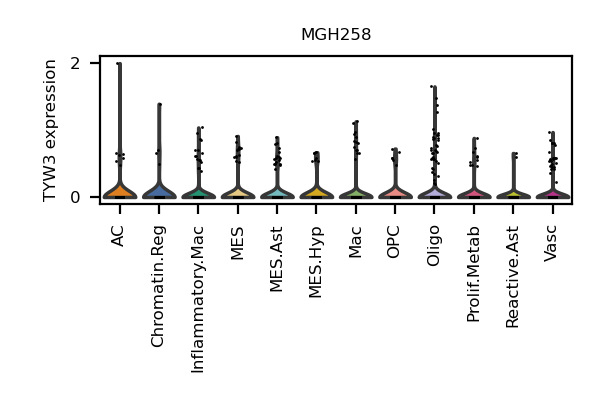 MGH258
TYW3 expression
2
0
AC
Chromatin.Reg
Inflammatory.Mac
MES
MES.Ast
MES.Hyp
Mac
OPC
Oligo
Prolif.Metab
Reactive.Ast
Vasc